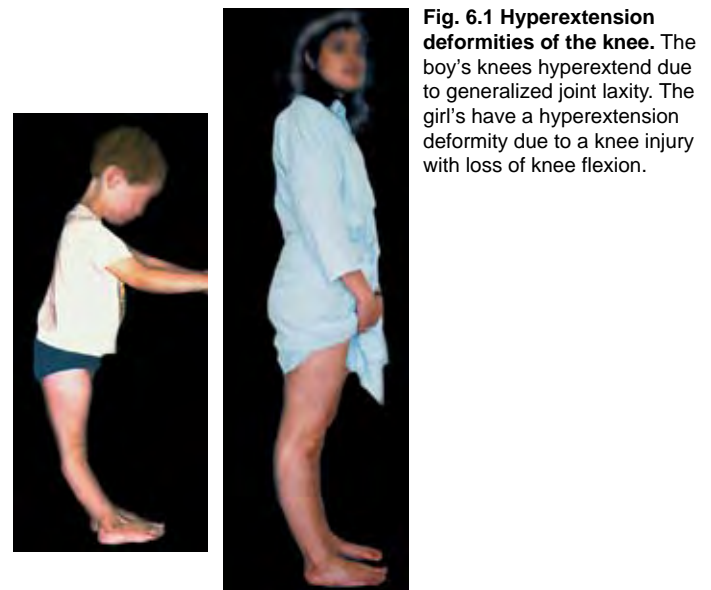 Fig. 6.1 Hyperextension
deformities of the knee. The
boy's knees hyperextend due
to generalized joint laxity. The
girl's have a hyperextension
deformity due to a knee injury
with loss of knee flexion.